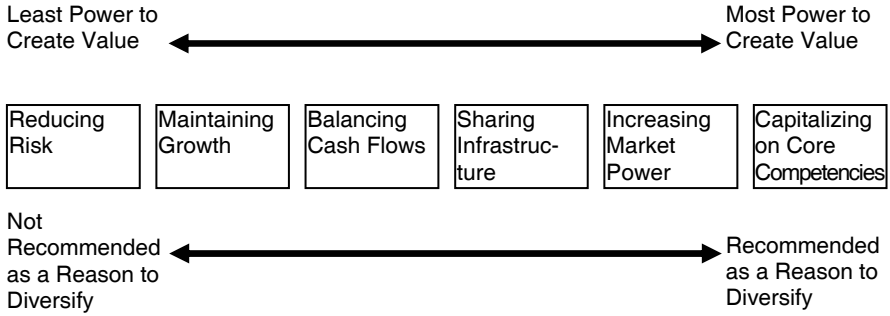 Least Power to
Create Value
Most Power to
Create Value
Reducing
Risk
Maintaining
Growth
Balancing
Cash Flows
Sharing
Infrastruc-
ture
Increasing
Market
Power
Capitalizing
on Core
Competencies
Not
Recommended
as a Reason to
Diversify
Recommended
as a Reason to
Diversify